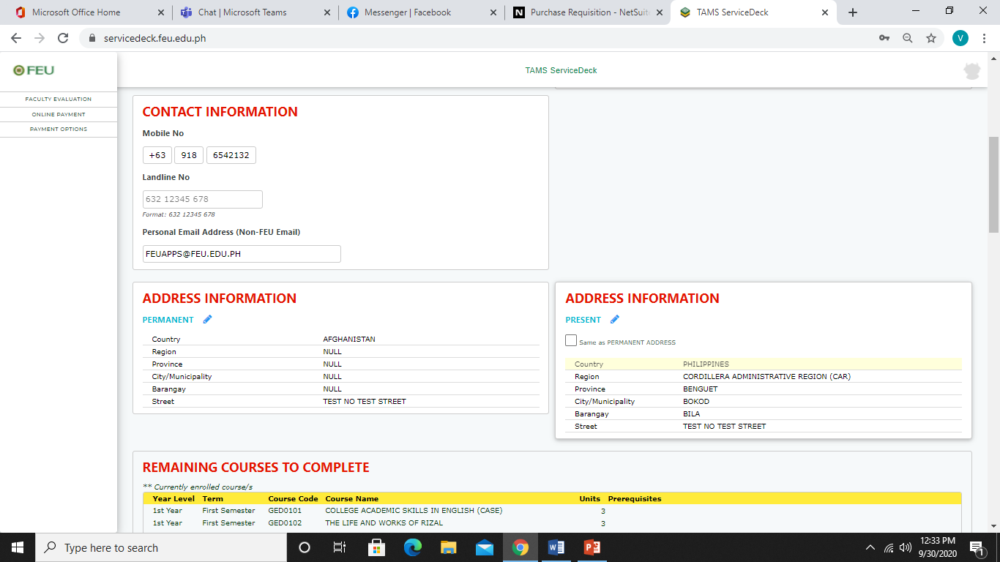 Microsoft Office Home
Chat | Microsoft Teams
Messenger | Facebook
Purchase Requisition - NetSuit
TAMS ServiceDeck
servicedeck.feu.edu.ph
V
FEU
TAMS ServiceDeck
FACULTY EVALUATION
ONLINE PAYMENT
PAYMENT OPTIONS
CONTACT INFORMATION
Mobile No
+63 918 6542132
Landline No
632 12345 678
Format: 632 12345 678
Personal Email Address (Non-FEU Email)
FEUAPPS@FEU.EDU.PH
ADDRESS INFORMATION
PERMANENT
Country AFGHANISTAN
Region NULL
Province NULL
City/Municipality NULL
Barangay NULL
Street TEST NO TEST STREET
ADDRESS INFORMATION
PRESENT
Same as PERMANENT ADDRESS
Country PHILIPPINES
Region CORDILLERA ADMINISTRATIVE REGION (CAR)
Province BENGUET
City/Municipality BOKOD
Barangay BILA
Street TEST NO TEST STREET
REMAINING COURSES TO COMPLETE
** Currently enrolled course/s
Year Level Term Course Code Course Name Units Prerequisites
1st Year First Semester GED0101 COLLEGE ACADEMIC SKILLS IN ENGLISH (CASE) 3
1st Year First Semester GED0102 THE LIFE AND WORKS OF RIZAL 3
Type here to search
12:33 PM
9/30/2020
1